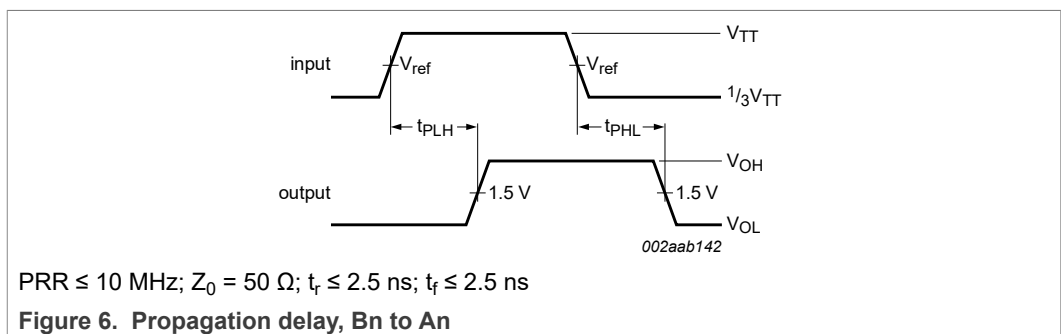 V_TT
input
V_ref
V_ref
1/3V_TT
t_PLH
t_PHL
V_OH
output
1.5 V
1.5 V
V_OL
002aab142
PRR ≤ 10 MHz; Z_0 = 50 Ω; t_r ≤ 2.5 ns; t_f ≤ 2.5 ns
Figure 6. Propagation delay, Bn to An